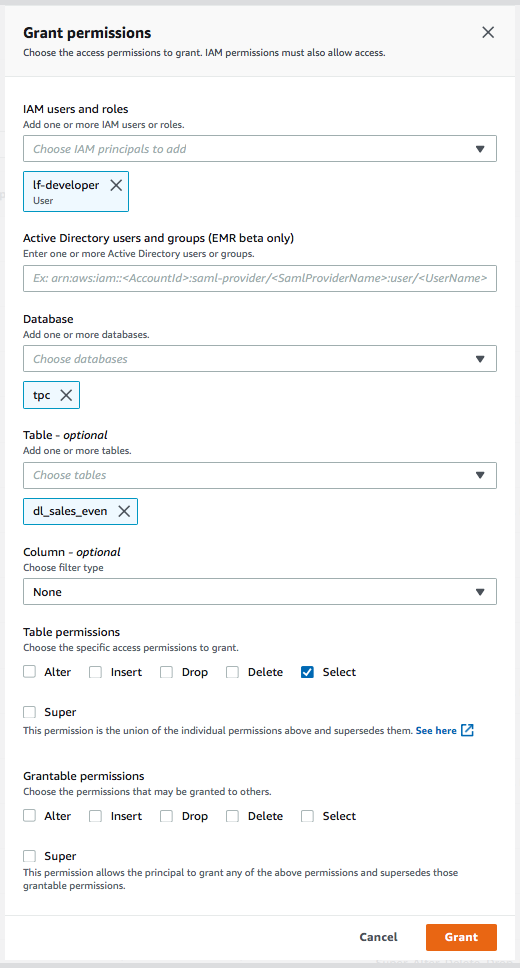 Grant permissions
Choose the access permissions to grant. IAM permissions must also allow access.
IAM users and roles
Add one or more IAM users or roles.
Choose IAM principals to add
lf-developer
User
Active Directory users and groups (EMR beta only)
Enter one or more Active Directory users or groups.
Ex: arn:aws:iam::<AccountId>:saml-provider/<SamlProviderName>:user/<UserName>
Database
Add one or more databases.
Choose databases
tpc
Table - optional
Add one or more tables.
Choose tables
dl_sales_even
Column - optional
Choose filter type
None
Table permissions
Choose the specific access permissions to grant.
Alter Insert Drop Delete Select
Super
This permission is the union of the individual permissions above and supersedes them. See here
Grantable permissions
Choose the permissions that may be granted to others.
Alter Insert Drop Delete Select
Super
This permission allows the principal to grant any of the above permissions and supersedes those
grantable permissions.
Cancel Grant